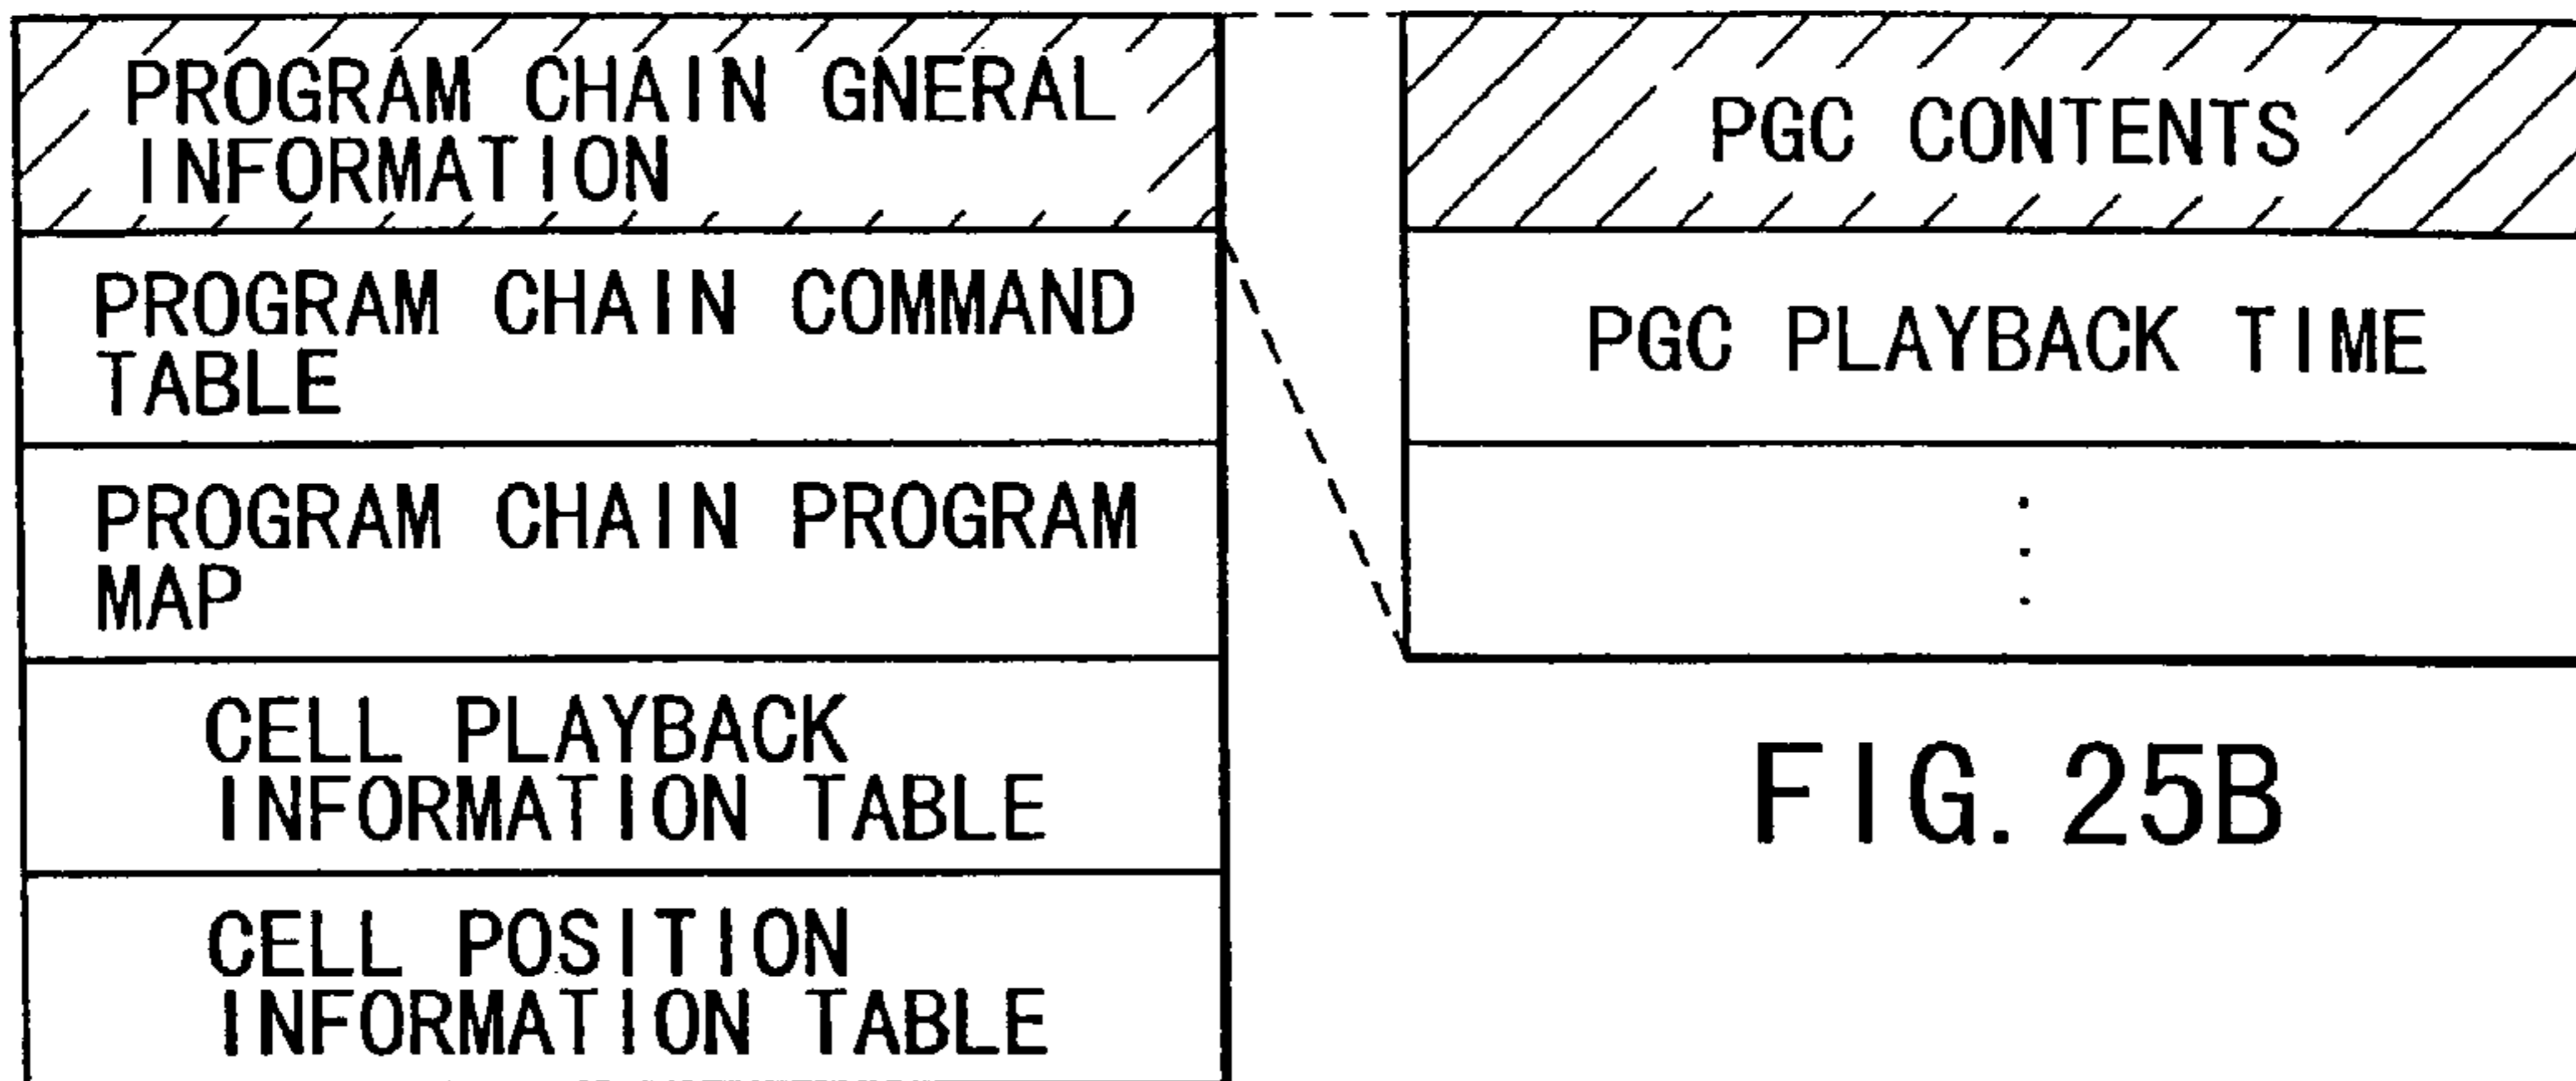 PROGRAM CHAIN GNERAL
INFORMATION
PROGRAM CHAIN COMMAND
TABLE
PROGRAM CHAIN PROGRAM
MAP
CELL PLAYBACK
INFORMATION TABLE
CELL POSITION
INFORMATION TABLE
PGC CONTENTS
PGC PLAYBACK TIME
FIG. 25B